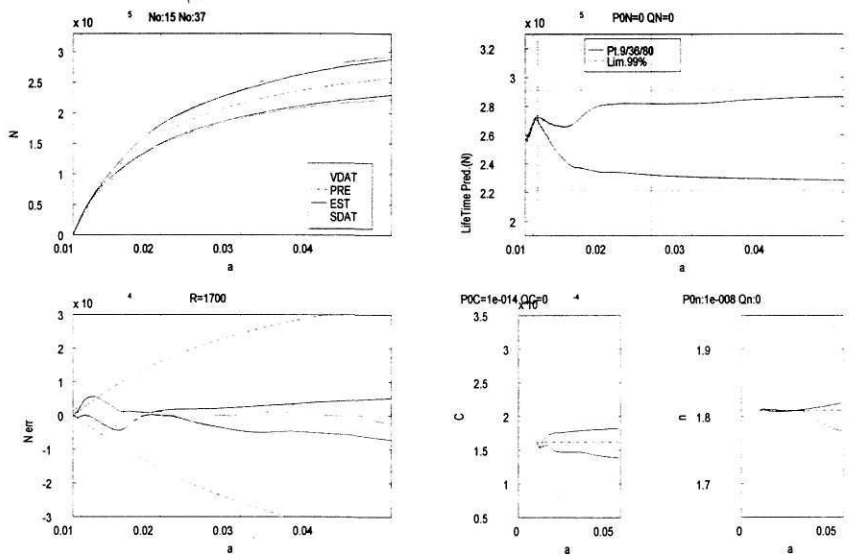 x 10 5 No:15 No:37
3
2.5
2
1.5
1
0.5
0
N
VDAT
PRE
EST
SDAT
0.01 0.02 0.03 0.04
a
x 10 5 P0N=0 QN=0
3
2.8
2.6
2.4
2.2
2
LifeTime Pred.(N)
Pt.9/36/80
Lim.99%
0.01 0.02 0.03 0.04
a
x 10 4 R=1700
3
2
1
0
-1
-2
-3
N err
0.01 0.02 0.03 0.04
a
P0C=1e-014 QC=0
x 10 -4
3.5
3
2.5
2
1.5
1
0.5
C
0 0.05
a
P0n:1e-008 Qn:0
1.9
1.8
1.7
n
0 0.05
a